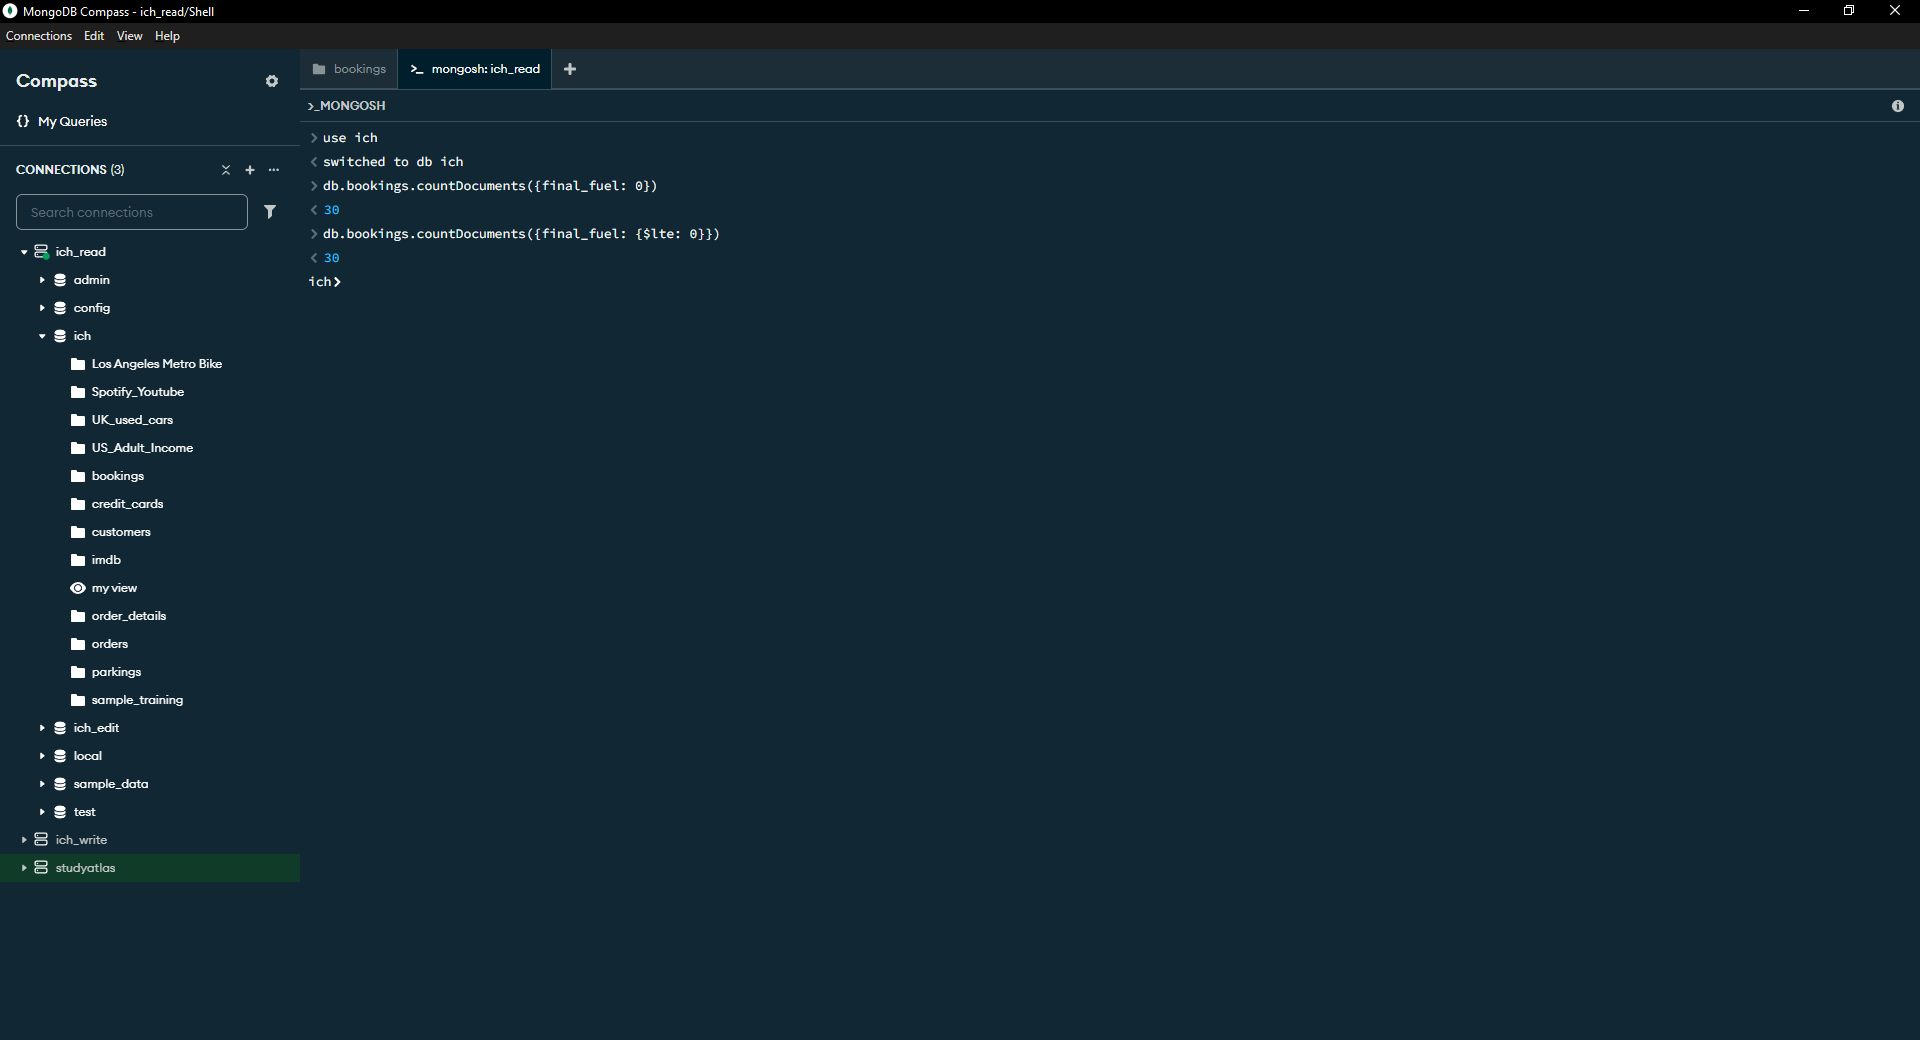 MongoDB Compass - ich_read/Shell
Connections Edit View Help
Compass
{} My Queries
CONNECTIONS (3)
Search connections
ich_read
admin
config
ich
Los Angeles Metro Bike
Spotify_Youtube
UK_used_cars
US_Adult_Income
bookings
credit_cards
customers
imdb
my view
order_details
orders
parkings
sample_training
ich_edit
local
sample_data
test
ich_write
studyatlas
bookings
>_ mongosh: ich_read
>_MONGOSH
> use ich
< switched to db ich
> db.bookings.countDocuments({final_fuel: 0})
< 30
> db.bookings.countDocuments({final_fuel: {$lte: 0}})
< 30
ich>